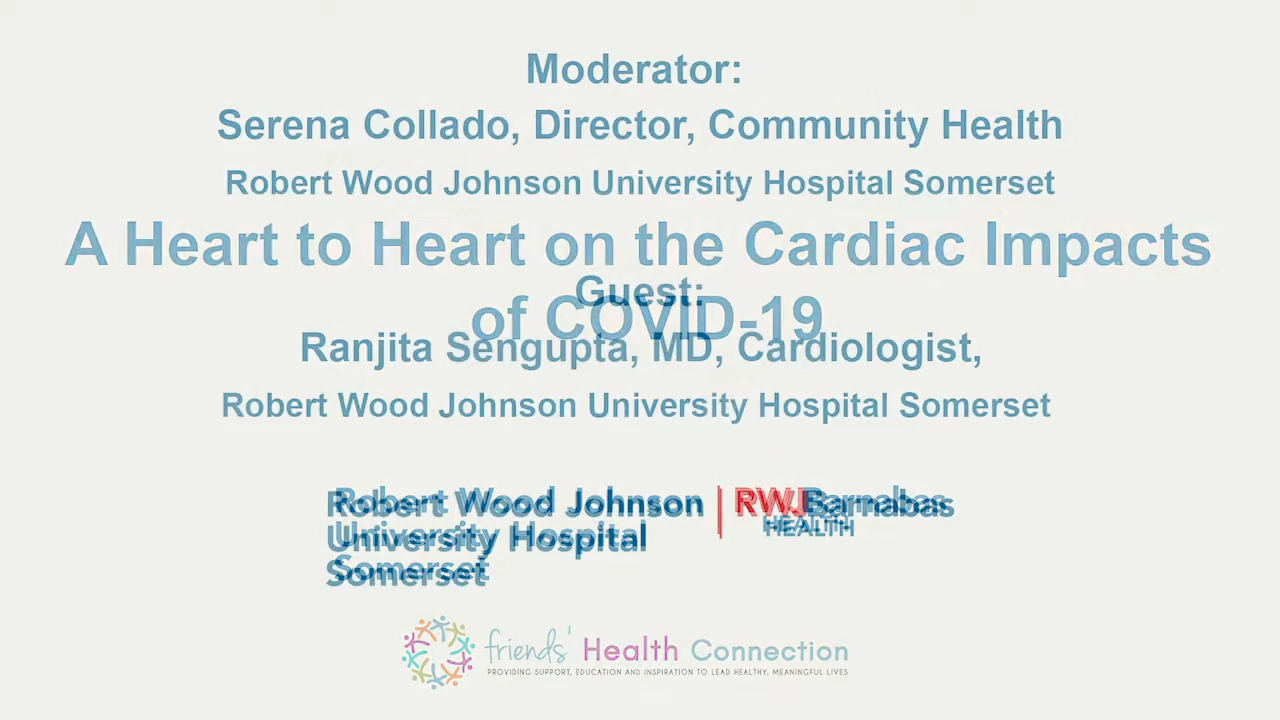 Moderator:
Serena Collado, Director, Community Health
Robert Wood Johnson University Hospital Somerset
A Heart to Heart on the Cardiac Impacts
of COVID-19
Guest:
Ranjita Sengupta, MD, Cardiologist,
Robert Wood Johnson University Hospital Somerset
Robert Wood Johnson
University Hospital
Somerset
RWJBarnabas
HEALTH
friends' Health Connection
PROVIDING SUPPORT, EDUCATION AND INSPIRATION TO LEAD HEALTHY, MEANINGFUL LIVES